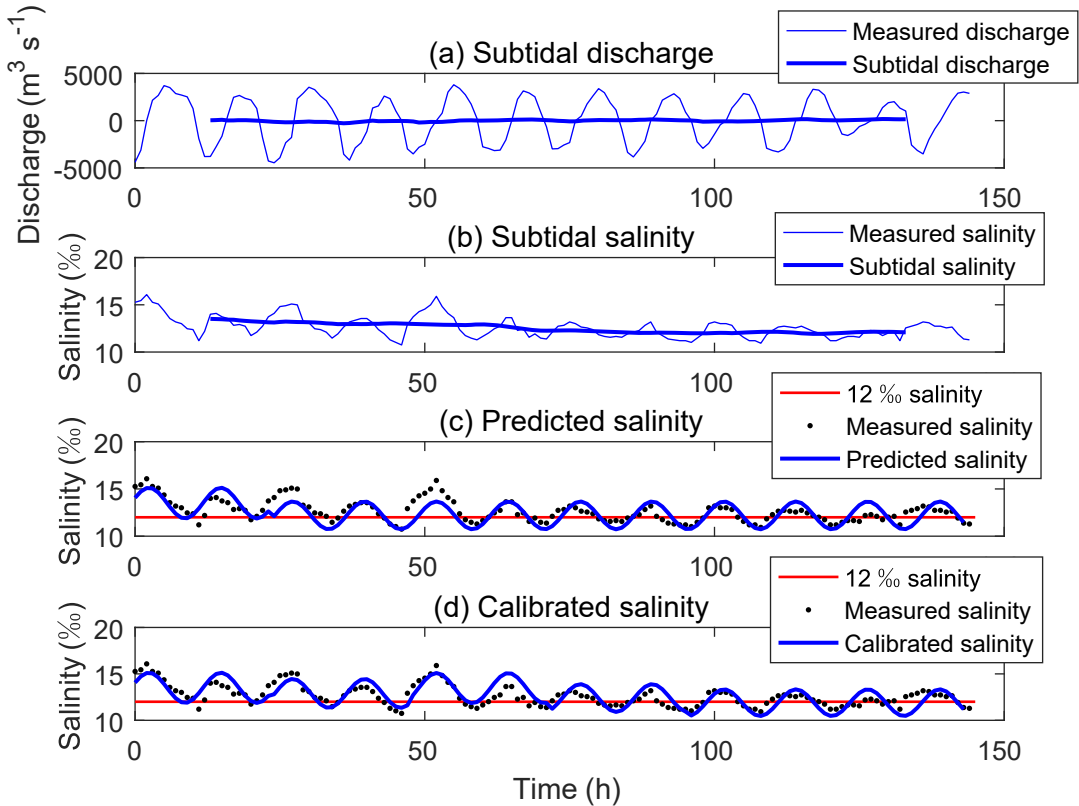 Measured discharge
Subtidal discharge
(a) Subtidal discharge
Discharge (m³ s⁻¹)
5000
0
-5000
0
50
100
150
Measured salinity
Subtidal salinity
(b) Subtidal salinity
Salinity (‰)
20
15
10
0
50
100
150
12 ‰ salinity
Measured salinity
Predicted salinity
(c) Predicted salinity
Salinity (‰)
20
15
10
0
50
100
150
12 ‰ salinity
Measured salinity
Calibrated salinity
(d) Calibrated salinity
Salinity (‰)
20
15
10
0
50
100
150
Time (h)